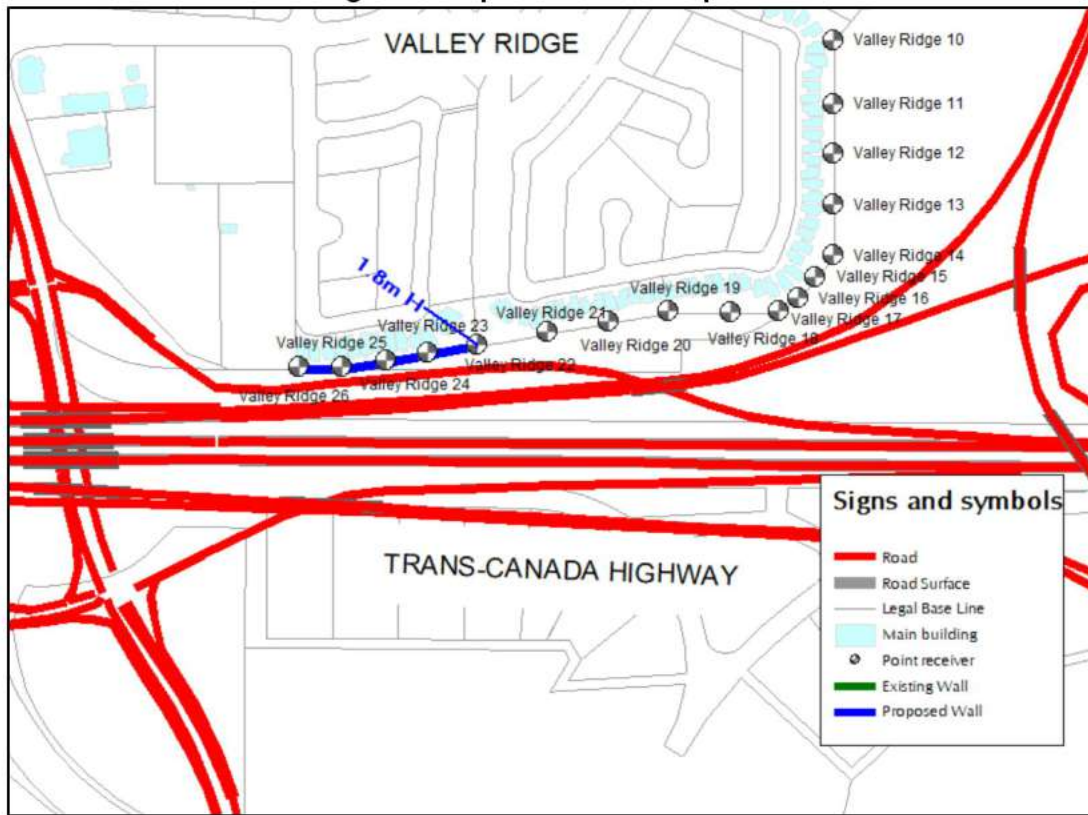 VALLEY RIDGE
Valley Ridge 10
Valley Ridge 11
Valley Ridge 12
Valley Ridge 13
Valley Ridge 14
Valley Ridge 15
Valley Ridge 16
Valley Ridge 17
Valley Ridge 18
Valley Ridge 19
Valley Ridge 20
Valley Ridge 21
Valley Ridge 22
Valley Ridge 23
Valley Ridge 24
Valley Ridge 25
Valley Ridge 26
1.8m H
TRANS-CANADA HIGHWAY
Signs and symbols
Road
Road Surface
Legal Base Line
Main building
Point receiver
Existing Wall
Proposed Wall